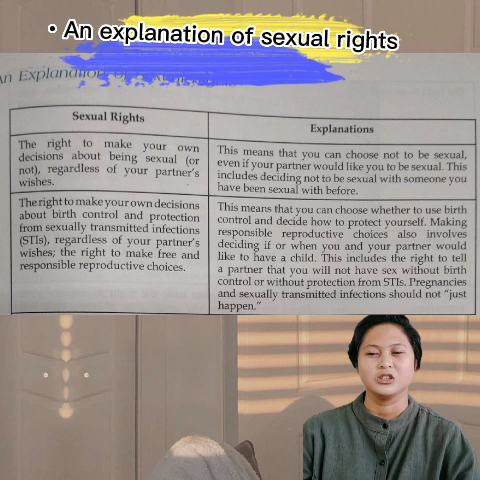 • An explanation of sexual rights
An Explanation
Sexual Rights
Explanations
The right to make your own
decisions about being sexual (or
not), regardless of your partner's
wishes.
This means that you can choose not to be sexual,
even if your partner would like you to be sexual. This
includes deciding not to be sexual with someone you
have been sexual with before.
The right to make your own decisions
about birth control and protection
from sexually transmitted infections
(STIs), regardless of your partner's
wishes; the right to make free and
responsible reproductive choices.
This means that you can choose whether to use birth
control and decide how to protect yourself. Making
responsible reproductive choices also involves
deciding if or when you and your partner would
like to have a child. This includes the right to tell
a partner that you will not have sex without birth
control or without protection from STIs. Pregnancies
and sexually transmitted infections should not "just
happen."